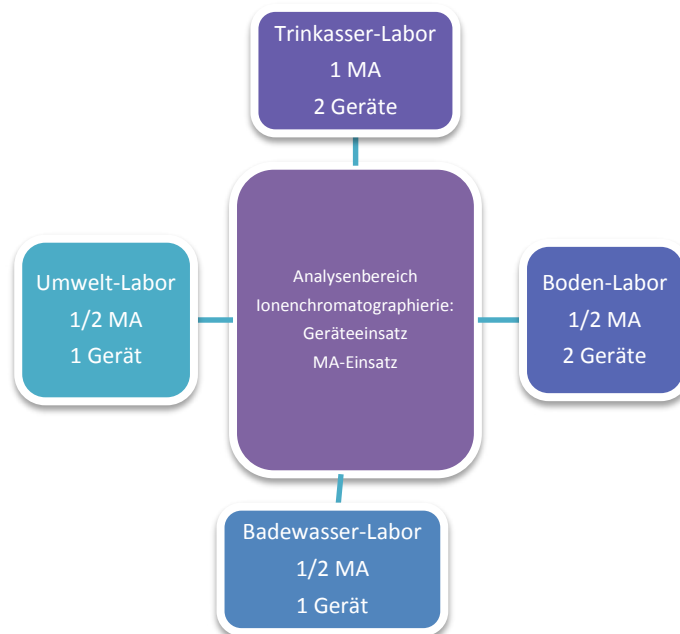 Trinkasser-Labor
1 MA
2 Geräte
Umwelt-Labor
1/2 MA
1 Gerät
Analysenbereich
Ionenchromatographierie:
Geräteeinsatz
MA-Einsatz
Boden-Labor
1/2 MA
2 Geräte
Badewasser-Labor
1/2 MA
1 Gerät